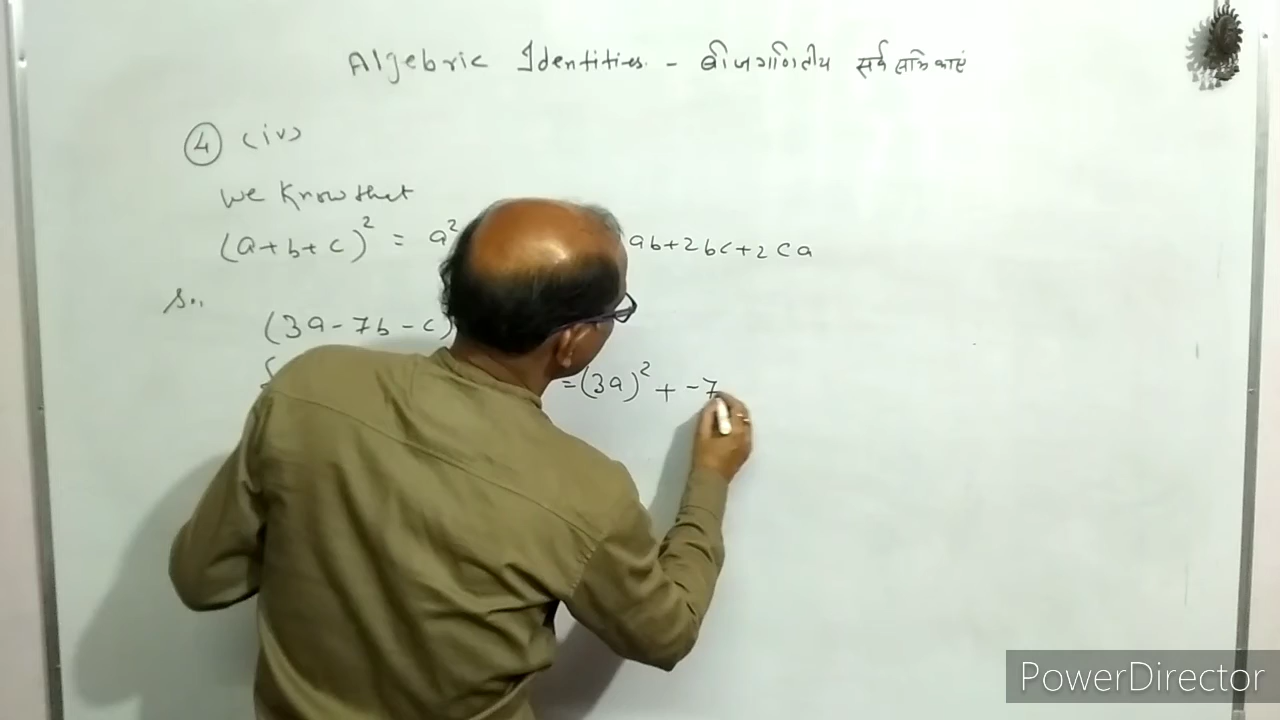 Algebric Identities - बीजगणितीय सर्वसमिकाएं
4 (iv)
We Know that
(a+b+c)² = a² ab+2bc+2ca
So..
(3a-7b-c)
=(3a)² + -7
PowerDirector